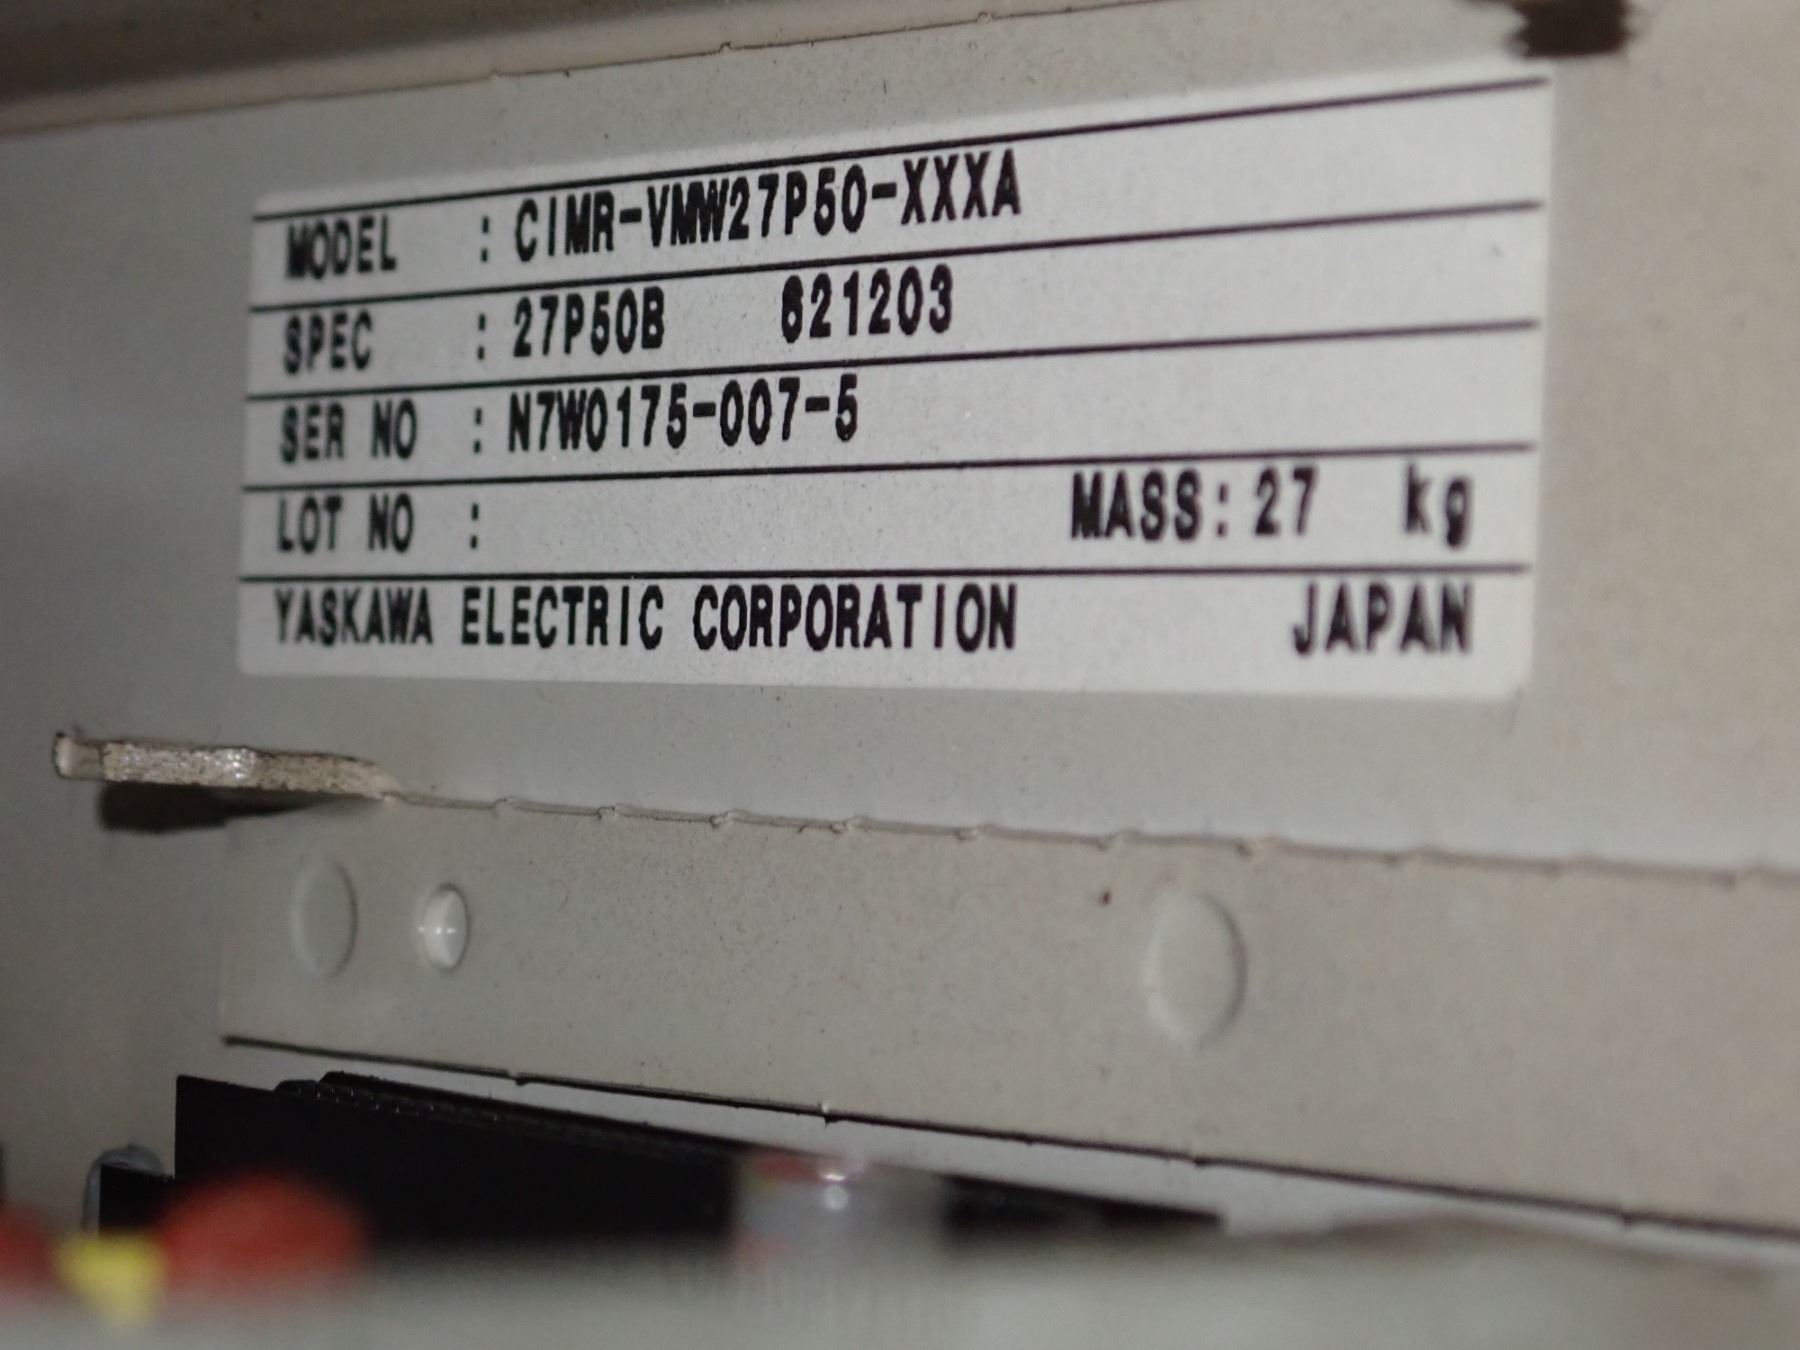 MODEL : CIMR-VMW27P50-XXXA
SPEC : 27P50B 621203
SER NO : N7W0175-007-5
LOT NO : MASS: 27 kg
YASKAWA ELECTRIC CORPORATION JAPAN